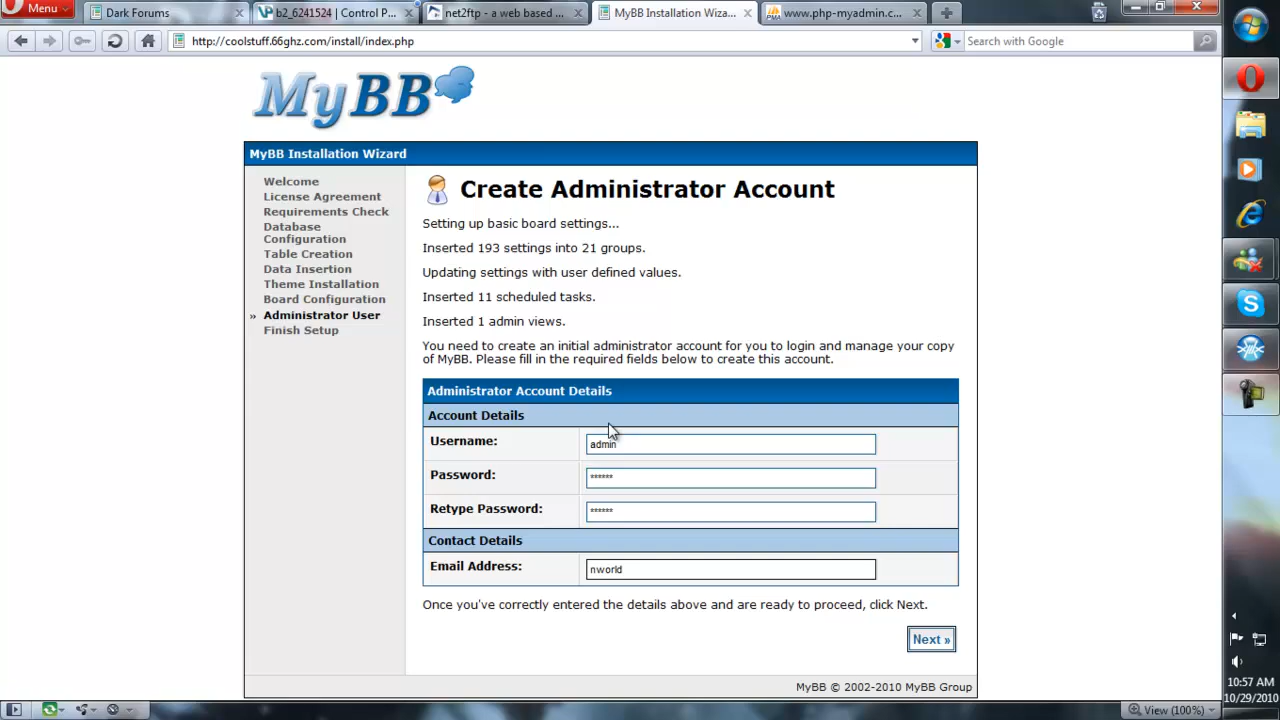 Menu
Dark Forums
b2_6241524 | Control P...
net2ftp - a web based ...
MyBB Installation Wiza...
www.php-myadmin.c...
http://coolstuff.66ghz.com/install/index.php
Search with Google
MyBB
MyBB Installation Wizard
Welcome
License Agreement
Requirements Check
Database
Configuration
Table Creation
Data Insertion
Theme Installation
Board Configuration
» Administrator User
Finish Setup
Create Administrator Account
Setting up basic board settings...
Inserted 193 settings into 21 groups.
Updating settings with user defined values.
Inserted 11 scheduled tasks.
Inserted 1 admin views.
You need to create an initial administrator account for you to login and manage your copy
of MyBB. Please fill in the required fields below to create this account.
Administrator Account Details
Account Details
Username: admin
Password: ******
Retype Password: ******
Contact Details
Email Address: nworld
Once you've correctly entered the details above and are ready to proceed, click Next.
Next »
MyBB © 2002-2010 MyBB Group
10:57 AM
10/29/2010
View (100%)